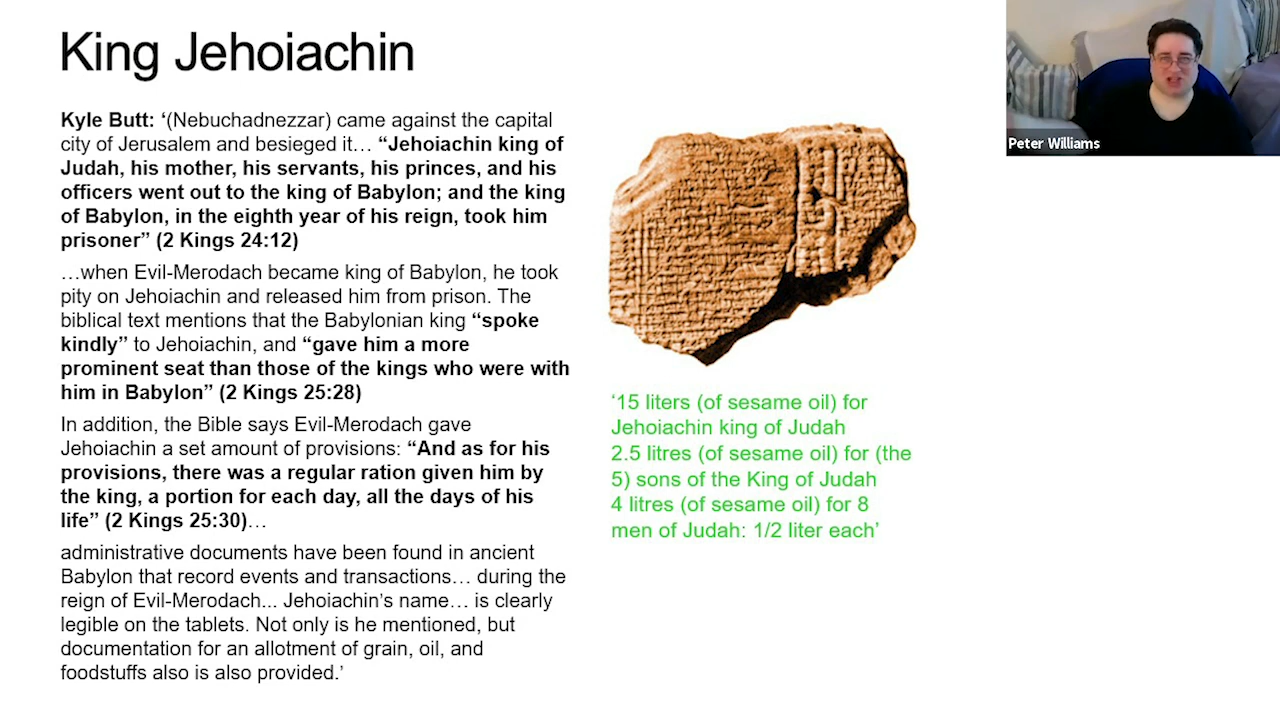 King Jehoiachin
Kyle Butt: ‘(Nebuchadnezzar) came against the capital
city of Jerusalem and besieged it… “Jehoiachin king of
Judah, his mother, his servants, his princes, and his
officers went out to the king of Babylon; and the king
of Babylon, in the eighth year of his reign, took him
prisoner” (2 Kings 24:12)
…when Evil-Merodach became king of Babylon, he took
pity on Jehoiachin and released him from prison. The
biblical text mentions that the Babylonian king “spoke
kindly” to Jehoiachin, and “gave him a more
prominent seat than those of the kings who were with
him in Babylon” (2 Kings 25:28)
In addition, the Bible says Evil-Merodach gave
Jehoiachin a set amount of provisions: “And as for his
provisions, there was a regular ration given him by
the king, a portion for each day, all the days of his
life” (2 Kings 25:30)…
administrative documents have been found in ancient
Babylon that record events and transactions… during the
reign of Evil-Merodach... Jehoiachin’s name… is clearly
legible on the tablets. Not only is he mentioned, but
documentation for an allotment of grain, oil, and
foodstuffs also is also provided.’
‘15 liters (of sesame oil) for
Jehoiachin king of Judah
2.5 litres (of sesame oil) for (the
5) sons of the King of Judah
4 litres (of sesame oil) for 8
men of Judah: 1/2 liter each’
Peter Williams